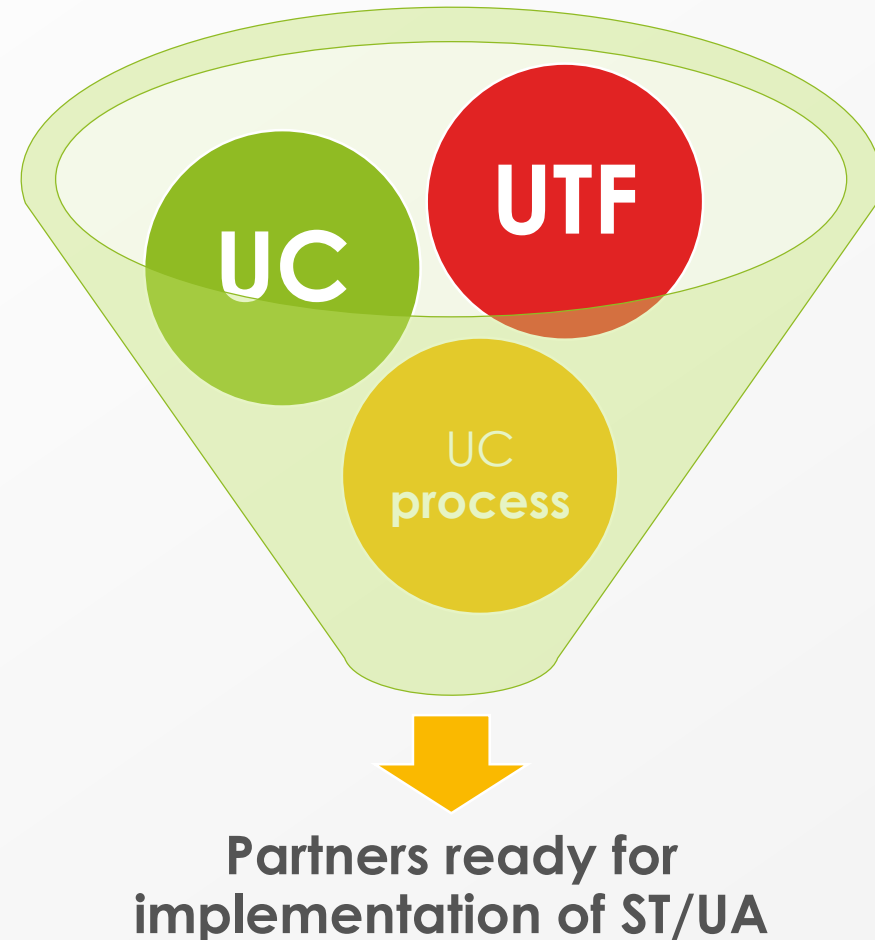 UTF
UC
UC
process
Partners ready for
implementation of ST/UA